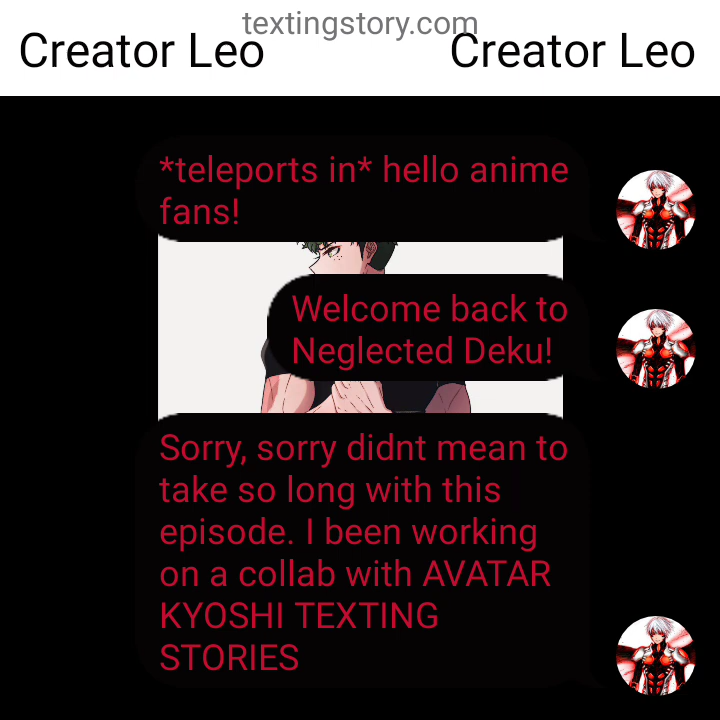 textingstory.com
Creator Leo Creator Leo
*teleports in* hello anime
fans!
Welcome back to
Neglected Deku!
Sorry, sorry didnt mean to
take so long with this
episode. I been working
on a collab with AVATAR
KYOSHI TEXTING
STORIES